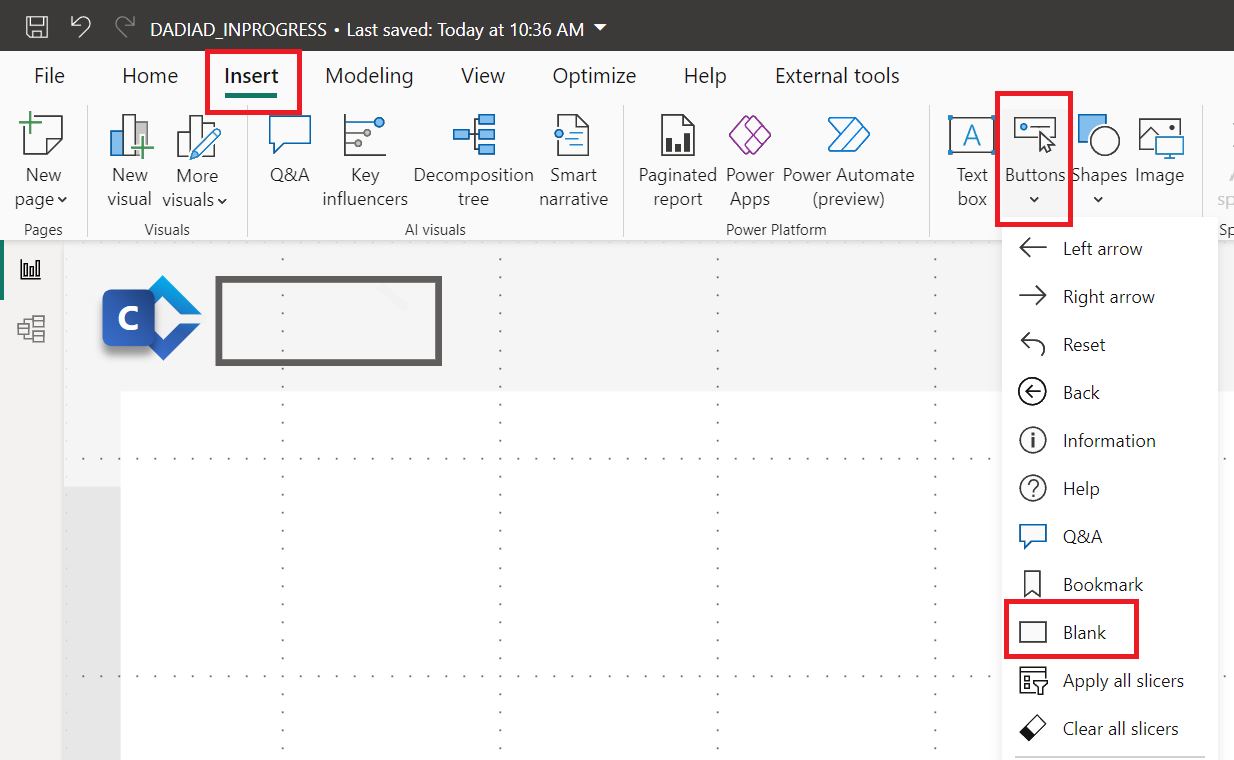 DADIAD_INPROGRESS • Last saved: Today at 10:36 AM
File Home Insert Modeling View Optimize Help External tools
New page
New visual
More visuals
Q&A
Key influencers
Decomposition tree
Smart narrative
Paginated report
Power Apps
Power Automate (preview)
A
Text box
Buttons
Shapes
Image
Pages
Visuals
AI visuals
Power Platform
C
Left arrow
Right arrow
Reset
Back
Information
Help
Q&A
Bookmark
Blank
Apply all slicers
Clear all slicers